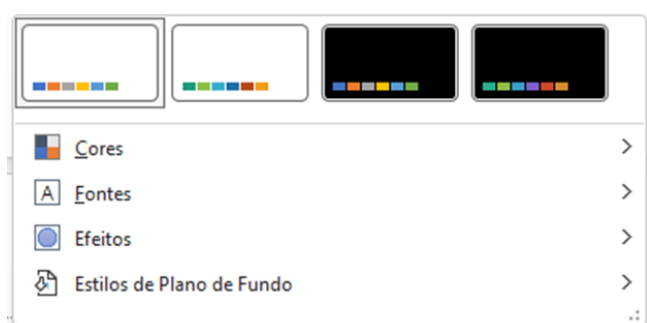 Cores
Fontes
Efeitos
Estilos de Plano de Fundo